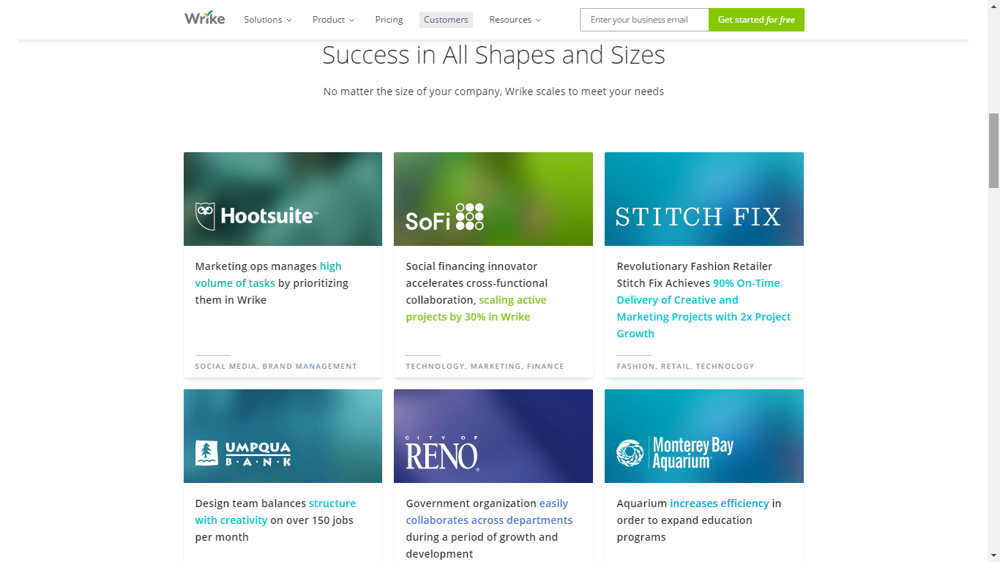 Wrike
Solutions
Product
Pricing
Customers
Resources
Enter your business email
Get started for free
Success in All Shapes and Sizes
No matter the size of your company, Wrike scales to meet your needs
Hootsuite™
Marketing ops manages high
volume of tasks by prioritizing
them in Wrike
SOCIAL MEDIA, BRAND MANAGEMENT
SoFi
Social financing innovator
accelerates cross-functional
collaboration, scaling active
projects by 30% in Wrike
TECHNOLOGY, MARKETING, FINANCE
STITCH FIX
Revolutionary Fashion Retailer
Stitch Fix Achieves 90% On-Time
Delivery of Creative and
Marketing Projects with 2x Project
Growth
FASHION, RETAIL, TECHNOLOGY
UMPQUA
B·A·N·K
Design team balances structure
with creativity on over 150 jobs
per month
CITY OF
RENO®
Government organization easily
collaborates across departments
during a period of growth and
development
Monterey Bay
Aquarium®
Aquarium increases efficiency in
order to expand education
programs